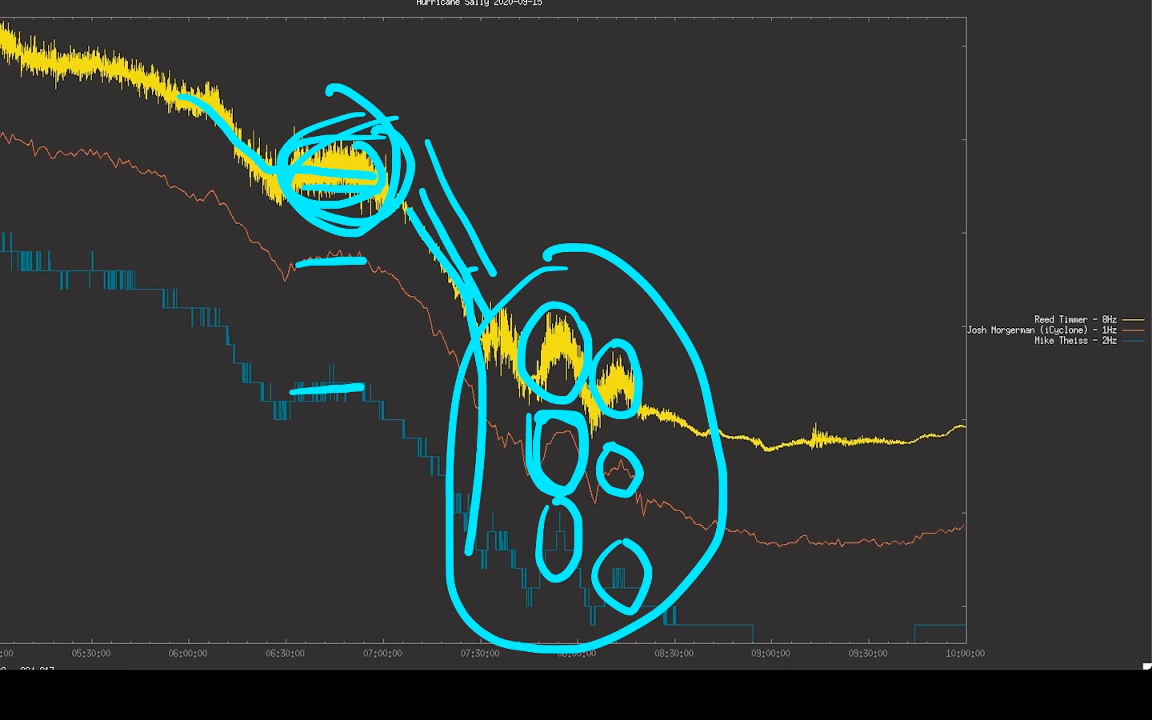 Hurricane Sally 2020-09-15
Reed Timmer - 8Hz
Josh Morgerman (iCyclone) - 1Hz
Mike Theiss - 2Hz
:00 05:30:00 06:00:00 06:30:00 07:00:00 07:30:00 08:00:00 08:30:00 09:00:00 09:30:00 10:00:00